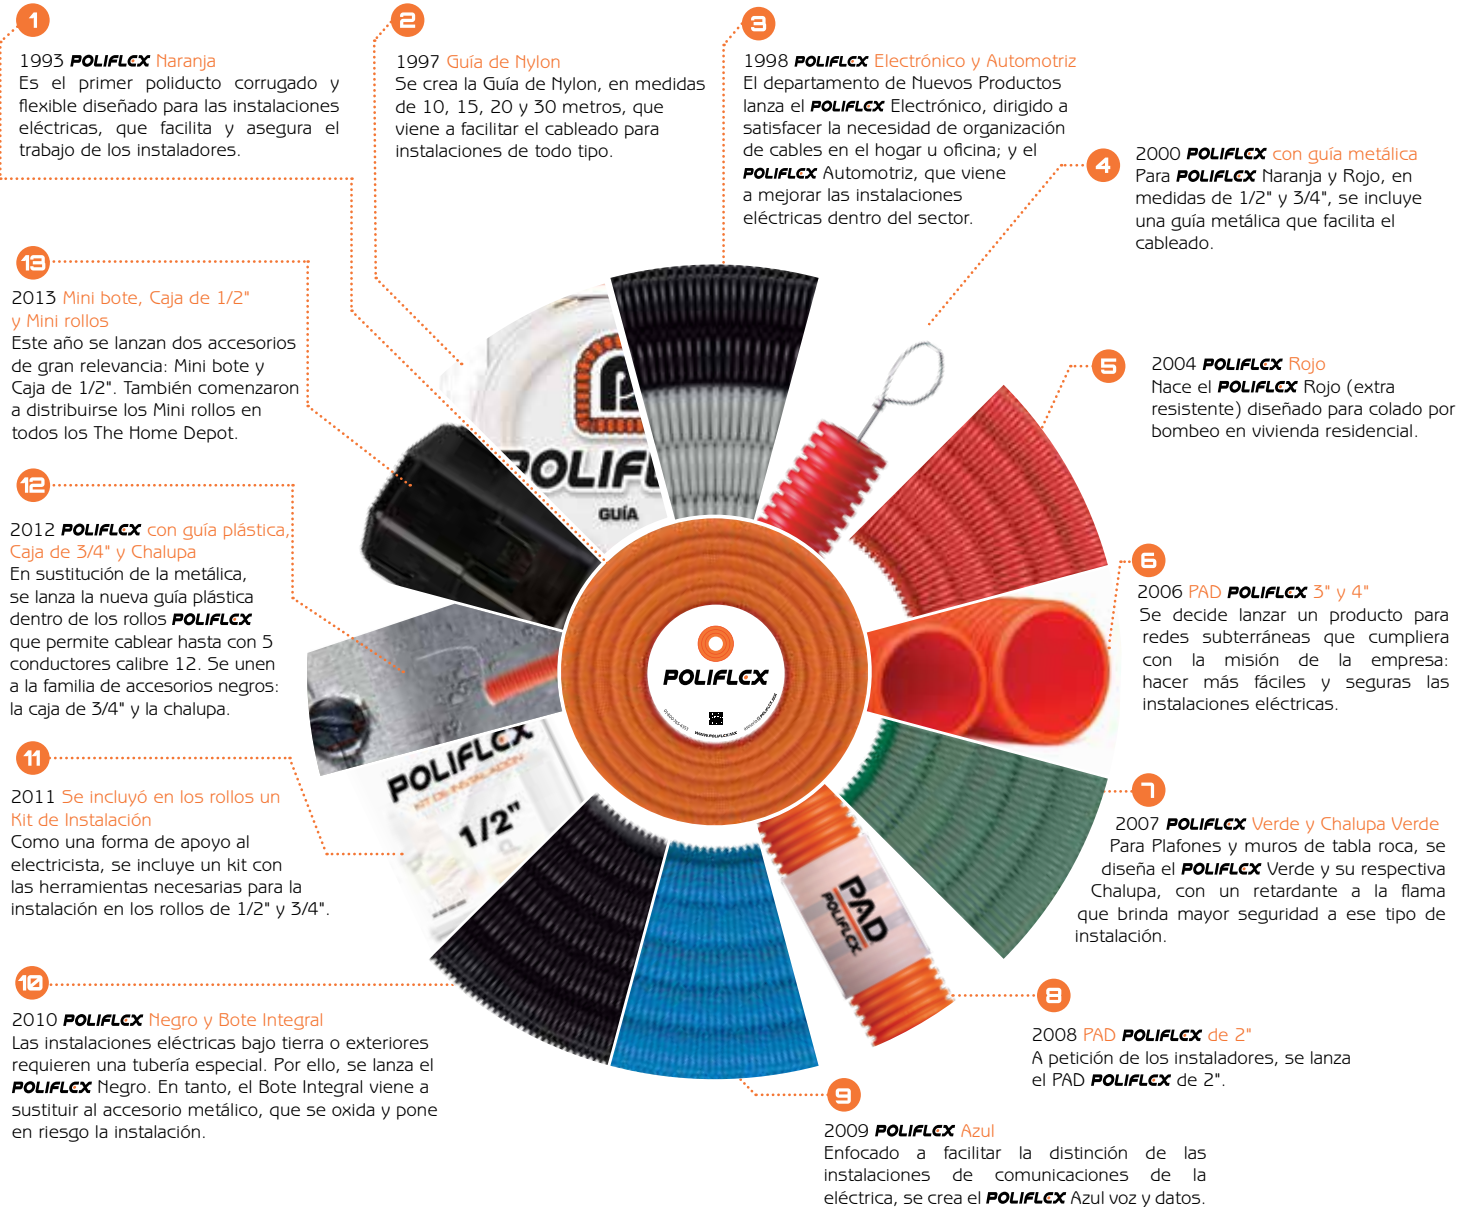 1
1993 POLIFLEX Naranja
Es el primer poliducto corrugado y
flexible diseñado para las instalaciones
eléctricas, que facilita y asegura el
trabajo de los instaladores.
2
1997 Guía de Nylon
Se crea la Guía de Nylon, en medidas
de 10, 15, 20 y 30 metros, que
viene a facilitar el cableado para
instalaciones de todo tipo.
3
1998 POLIFLEX Electrónico y Automotriz
El departamento de Nuevos Productos
lanza el POLIFLEX Electrónico, dirigido a
satisfacer la necesidad de organización
de cables en el hogar u oficina; y el
POLIFLEX Automotriz, que viene
a mejorar las instalaciones
eléctricas dentro del sector.
4
2000 POLIFLEX con guía metálica
Para POLIFLEX Naranja y Rojo, en
medidas de 1/2" y 3/4", se incluye
una guía metálica que facilita el
cableado.
5
2004 POLIFLEX Rojo
Nace el POLIFLEX Rojo (extra
resistente) diseñado para colado por
bombeo en vivienda residencial.
6
2006 PAD POLIFLEX 3" y 4"
Se decide lanzar un producto para
redes subterráneas que cumpliera
con la misión de la empresa:
hacer más fáciles y seguras las
instalaciones eléctricas.
7
2007 POLIFLEX Verde y Chalupa Verde
Para Plafones y muros de tabla roca, se
diseña el POLIFLEX Verde y su respectiva
Chalupa, con un retardante a la flama
que brinda mayor seguridad a ese tipo de
instalación.
8
2008 PAD POLIFLEX de 2"
A petición de los instaladores, se lanza
el PAD POLIFLEX de 2".
9
2009 POLIFLEX Azul
Enfocado a facilitar la distinción de las
instalaciones de comunicaciones de la
eléctrica, se crea el POLIFLEX Azul voz y datos.
10
2010 POLIFLEX Negro y Bote Integral
Las instalaciones eléctricas bajo tierra o exteriores
requieren una tubería especial. Por ello, se lanza el
POLIFLEX Negro. En tanto, el Bote Integral viene a
sustituir al accesorio metálico, que se oxida y pone
en riesgo la instalación.
11
2011 Se incluyó en los rollos un
Kit de Instalación
Como una forma de apoyo al
electricista, se incluye un kit con
las herramientas necesarias para la
instalación en los rollos de 1/2" y 3/4".
12
2012 POLIFLEX con guía plástica,
Caja de 3/4" y Chalupa
En sustitución de la metálica,
se lanza la nueva guía plástica
dentro de los rollos POLIFLEX
que permite cablear hasta con 5
conductores calibre 12. Se unen
a la familia de accesorios negros:
la caja de 3/4" y la chalupa.
13
2013 Mini bote, Caja de 1/2"
y Mini rollos
Este año se lanzan dos accesorios
de gran relevancia: Mini bote y
Caja de 1/2". También comenzaron
a distribuirse los Mini rollos en
todos los The Home Depot.
POLIFL
GUÍA
POLIFLEX
WWW.POLIFLEX.MX
POLIFLEX
KIT DE INSTALACIÓN
1/2"
PAD
POLIFLEX